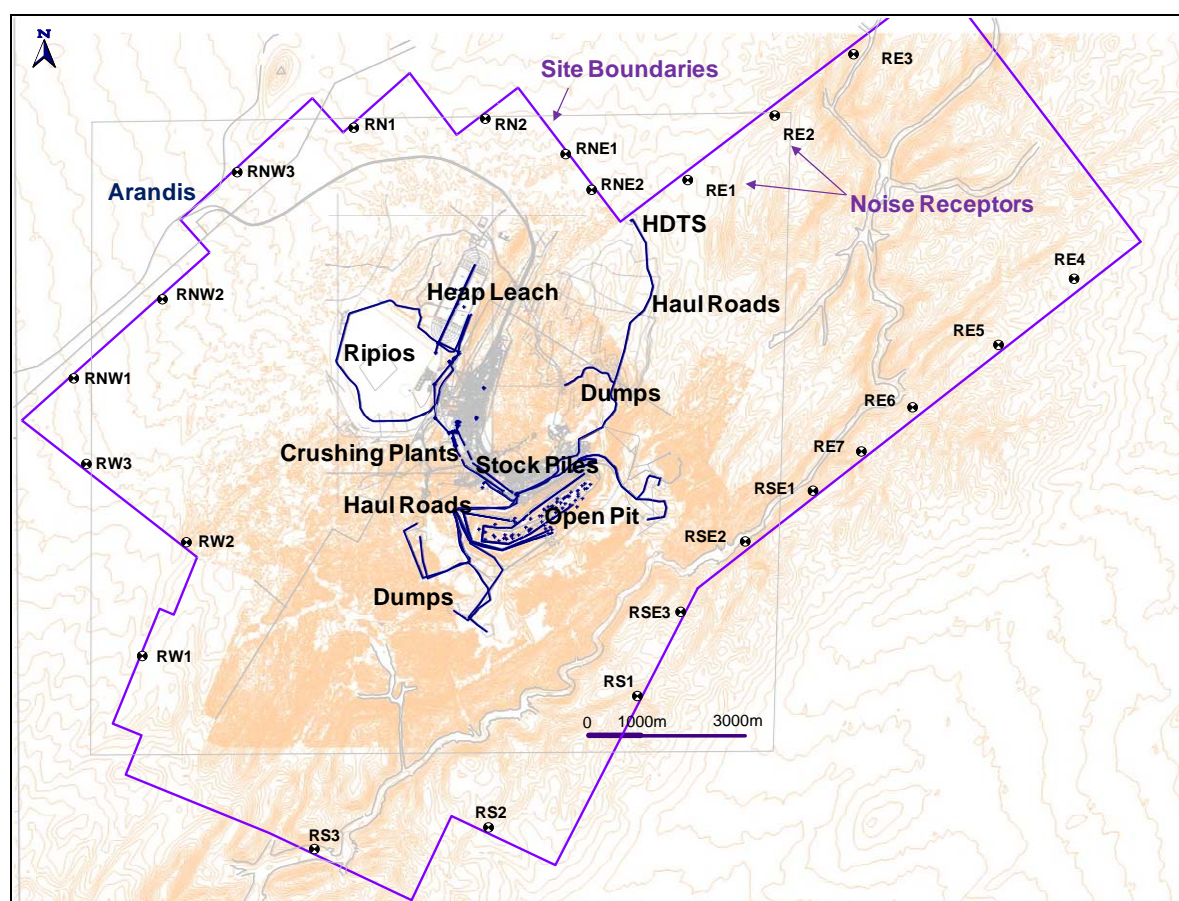 N
RE3
Site Boundaries
RN1
RN2
RE2
RNE1
RNW3
Arandis
RNE2
RE1
Noise Receptors
HDTS
RE4
Heap Leach
RNW2
Haul Roads
RE5
Ripios
RNW1
Dumps
RE6
Crushing Plants
RE7
RW3
Stock Piles
RSE1
Haul Roads
Open Pit
RW2
RSE2
Dumps
RSE3
RW1
RS1
0 1000m 3000m
RS2
RS3